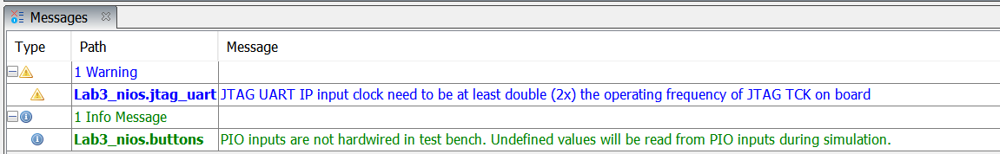 Messages
Type Path Message
1 Warning
Lab3_nios.jtag_uart JTAG UART IP input clock need to be at least double (2x) the operating frequency of JTAG TCK on board
1 Info Message
Lab3_nios.buttons PIO inputs are not hardwired in test bench. Undefined values will be read from PIO inputs during simulation.